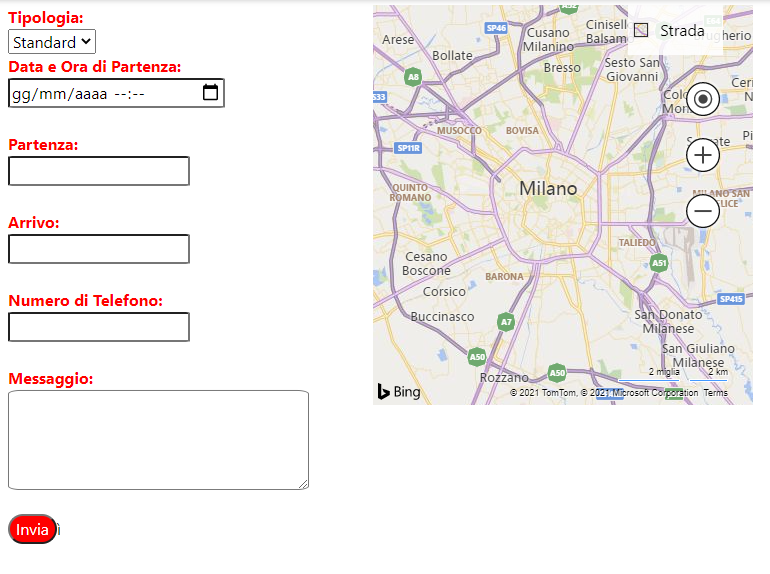 Tipologia:
Standard
Data e Ora di Partenza:
gg/mm/aaaa --:--
Partenza:
Arrivo:
Numero di Telefono:
Messaggio:
Invia ì
Arese
SP46
Cusano
Milanino
Bollate
Bresso
Strada
Sesto San
Giovanni
A8
S33
MUSOCCO
BOVISA
SP11R
QUINTO
ROMANO
Milano
MILANO SAN
TALIEDO
Cesano
Boscone
BARONA
A51
Corsico
SP415
Buccinasco
A7
San Donato
Milanese
A50
San Giuliano
Milanese
Rozzano
A50
2 miglia
2 km
Bing
© 2021 TomTom, © 2021 Microsoft Corporation Terms